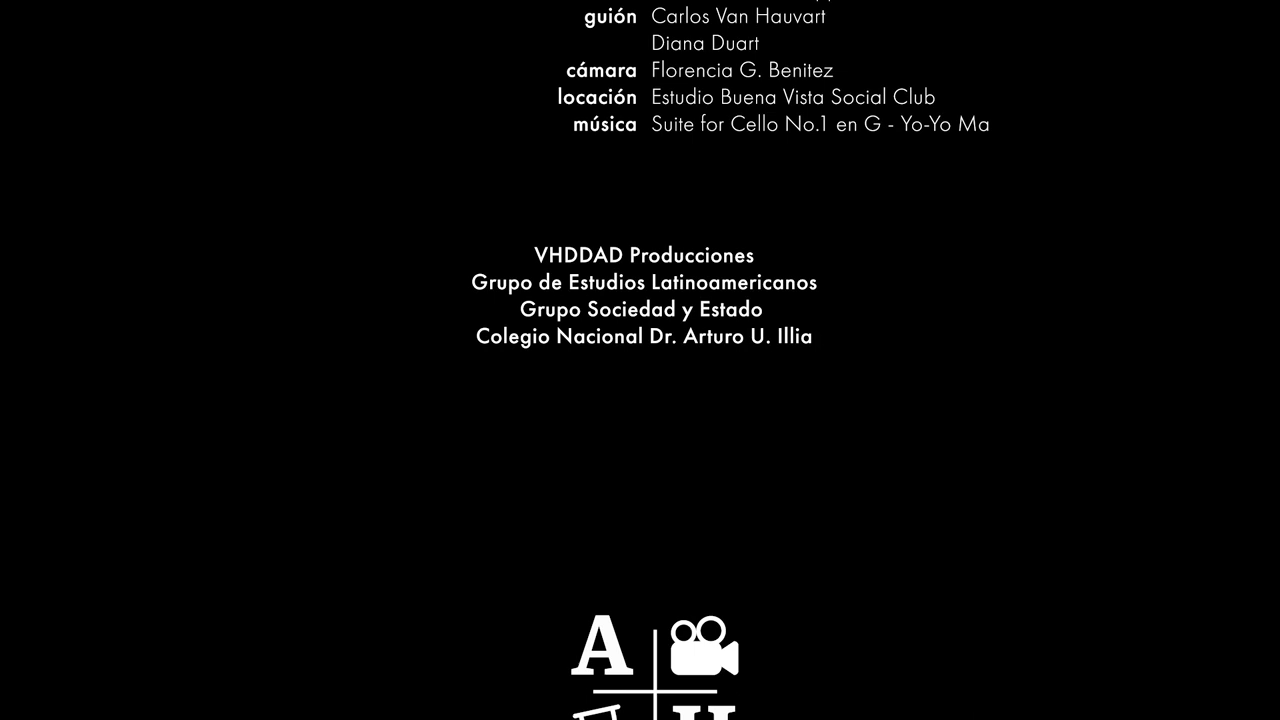 guión Carlos Van Hauvart
Diana Duart
cámara Florencia G. Benitez
locación Estudio Buena Vista Social Club
música Suite for Cello No.1 en G - Yo-Yo Ma
VHDDAD Producciones
Grupo de Estudios Latinoamericanos
Grupo Sociedad y Estado
Colegio Nacional Dr. Arturo U. Illia
A